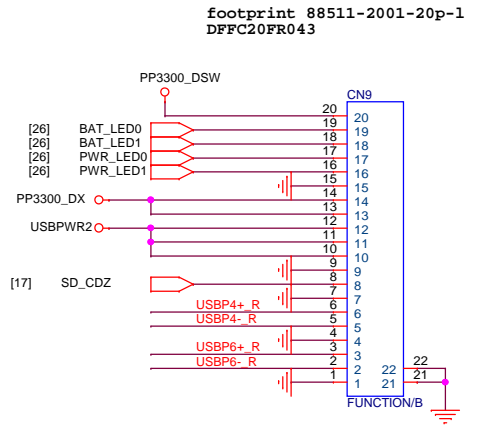 footprint 88511-2001-20p-l
DFFC20FR043
PP3300_DSW
CN9
20 20
[26] BAT_LED0 19 19
[26] BAT_LED1 18 18
[26] PWR_LED0 17 17
[26] PWR_LED1 16 16
15 15
PP3300_DX 14 14
13 13
USBPWR2 12 12
11 11
10 10
9 9
[17] SD_CDZ 8 8
7 7
USBP4+_R 6 6
USBP4-_R 5 5
4 4
USBP6+_R 3 3
USBP6-_R 2 2 22 22
1 1 21 21
FUNCTION/B